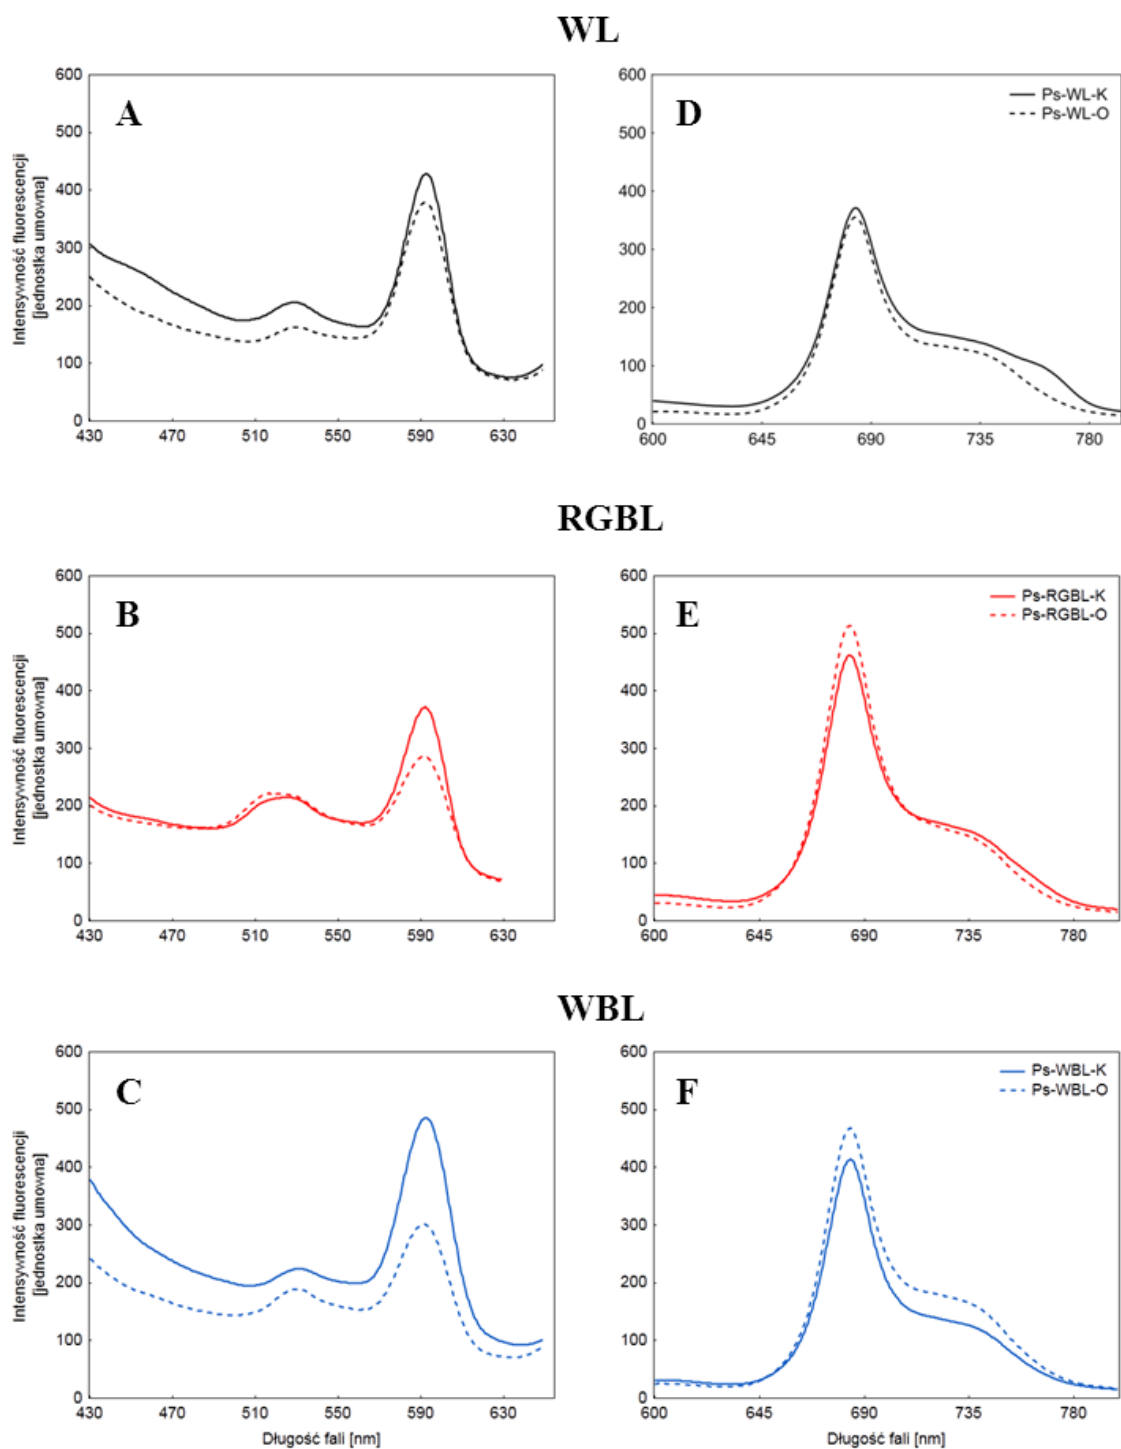 WL
A
Intensywność fluorescencji
[jednostka umowna]
600
500
400
300
200
100
0
430 470 510 550 590 630
D
Ps-WL-K
Ps-WL-O
600
500
400
300
200
100
0
600 645 690 735 780
RGBL
B
Intensywność fluorescencji
[jednostka umowna]
600
500
400
300
200
100
0
430 470 510 550 590 630
E
Ps-RGBL-K
Ps-RGBL-O
600
500
400
300
200
100
0
600 645 690 735 780
WBL
C
Intensywność fluorescencji
[jednostka umowna]
600
500
400
300
200
100
0
430 470 510 550 590 630
Długość fali [nm]
F
Ps-WBL-K
Ps-WBL-O
600
500
400
300
200
100
0
600 645 690 735 780
Długość fali [nm]